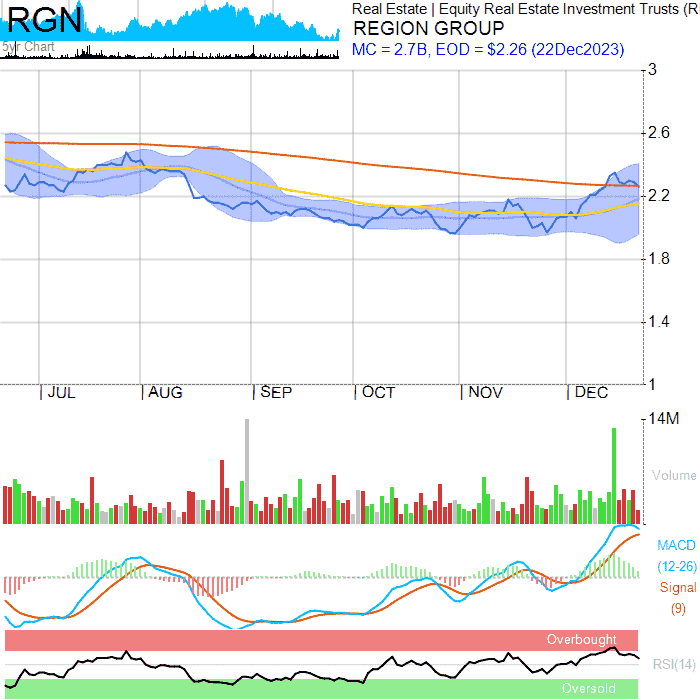 RGN
5yr Chart
Real Estate | Equity Real Estate Investment Trusts (R
REGION GROUP
MC = 2.7B, EOD = $2.26 (22Dec2023)
3
2.6
2.2
1.8
1.4
1
| JUL | AUG | SEP | OCT | NOV | DEC
14M
Volume
MACD
(12-26)
Signal
(9)
Overbought
RSI(14)
Oversold